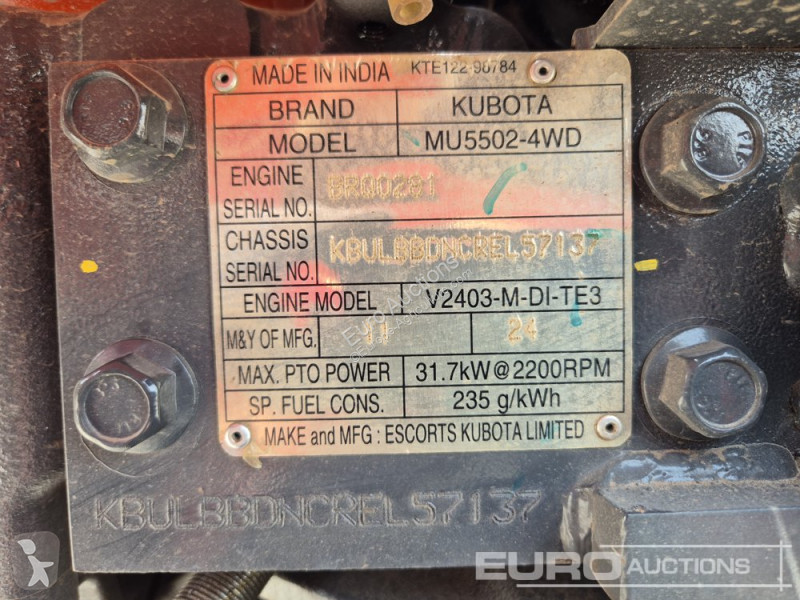 MADE IN INDIA KTE122-90784
BRAND KUBOTA
MODEL MU5502-4WD
ENGINE SERIAL NO. BRQ0281
CHASSIS SERIAL NO. KBULBBDNCREL57137
ENGINE MODEL V2403-M-DI-TE3
M&Y OF MFG. 11 24
MAX. PTO POWER 31.7kW@2200RPM
SP. FUEL CONS. 235 g/kWh
MAKE and MFG : ESCORTS KUBOTA LIMITED
KBULBBDNCREL57137
EURO AUCTIONS